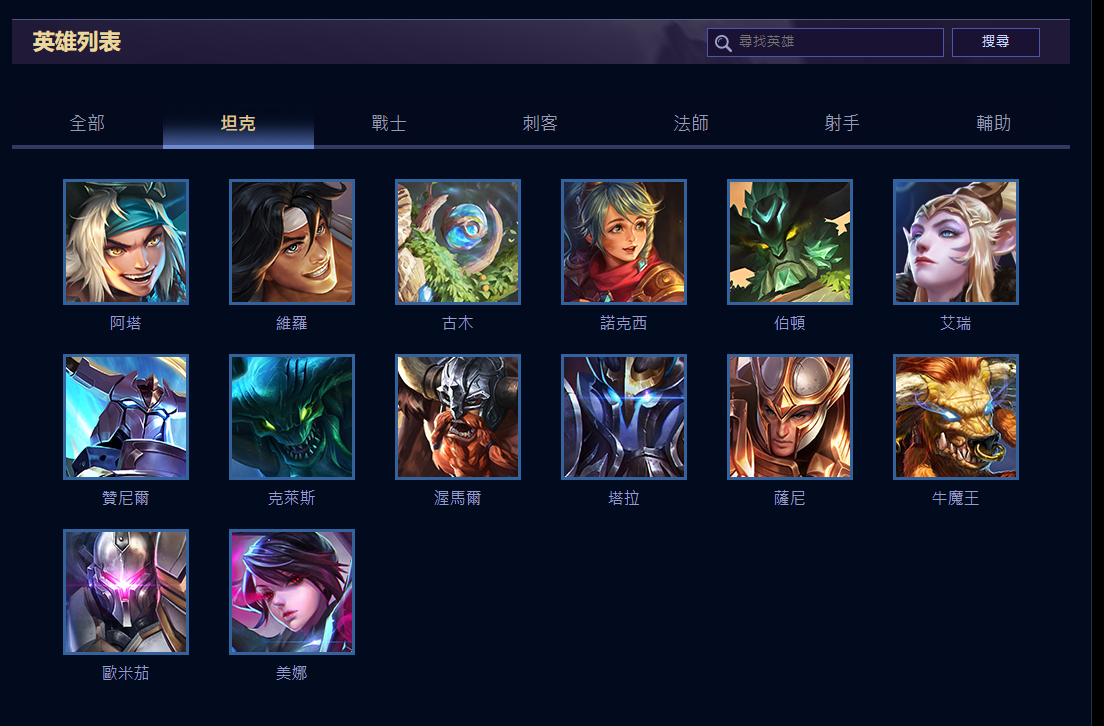 英雄列表
尋找英雄
搜尋
全部 坦克 戰士 刺客 法師 射手 輔助
阿塔 維羅 古木 諾克西 伯頓 艾瑞
贊尼爾 克萊斯 渥馬爾 塔拉 薩尼 牛魔王
歐米茄 美娜